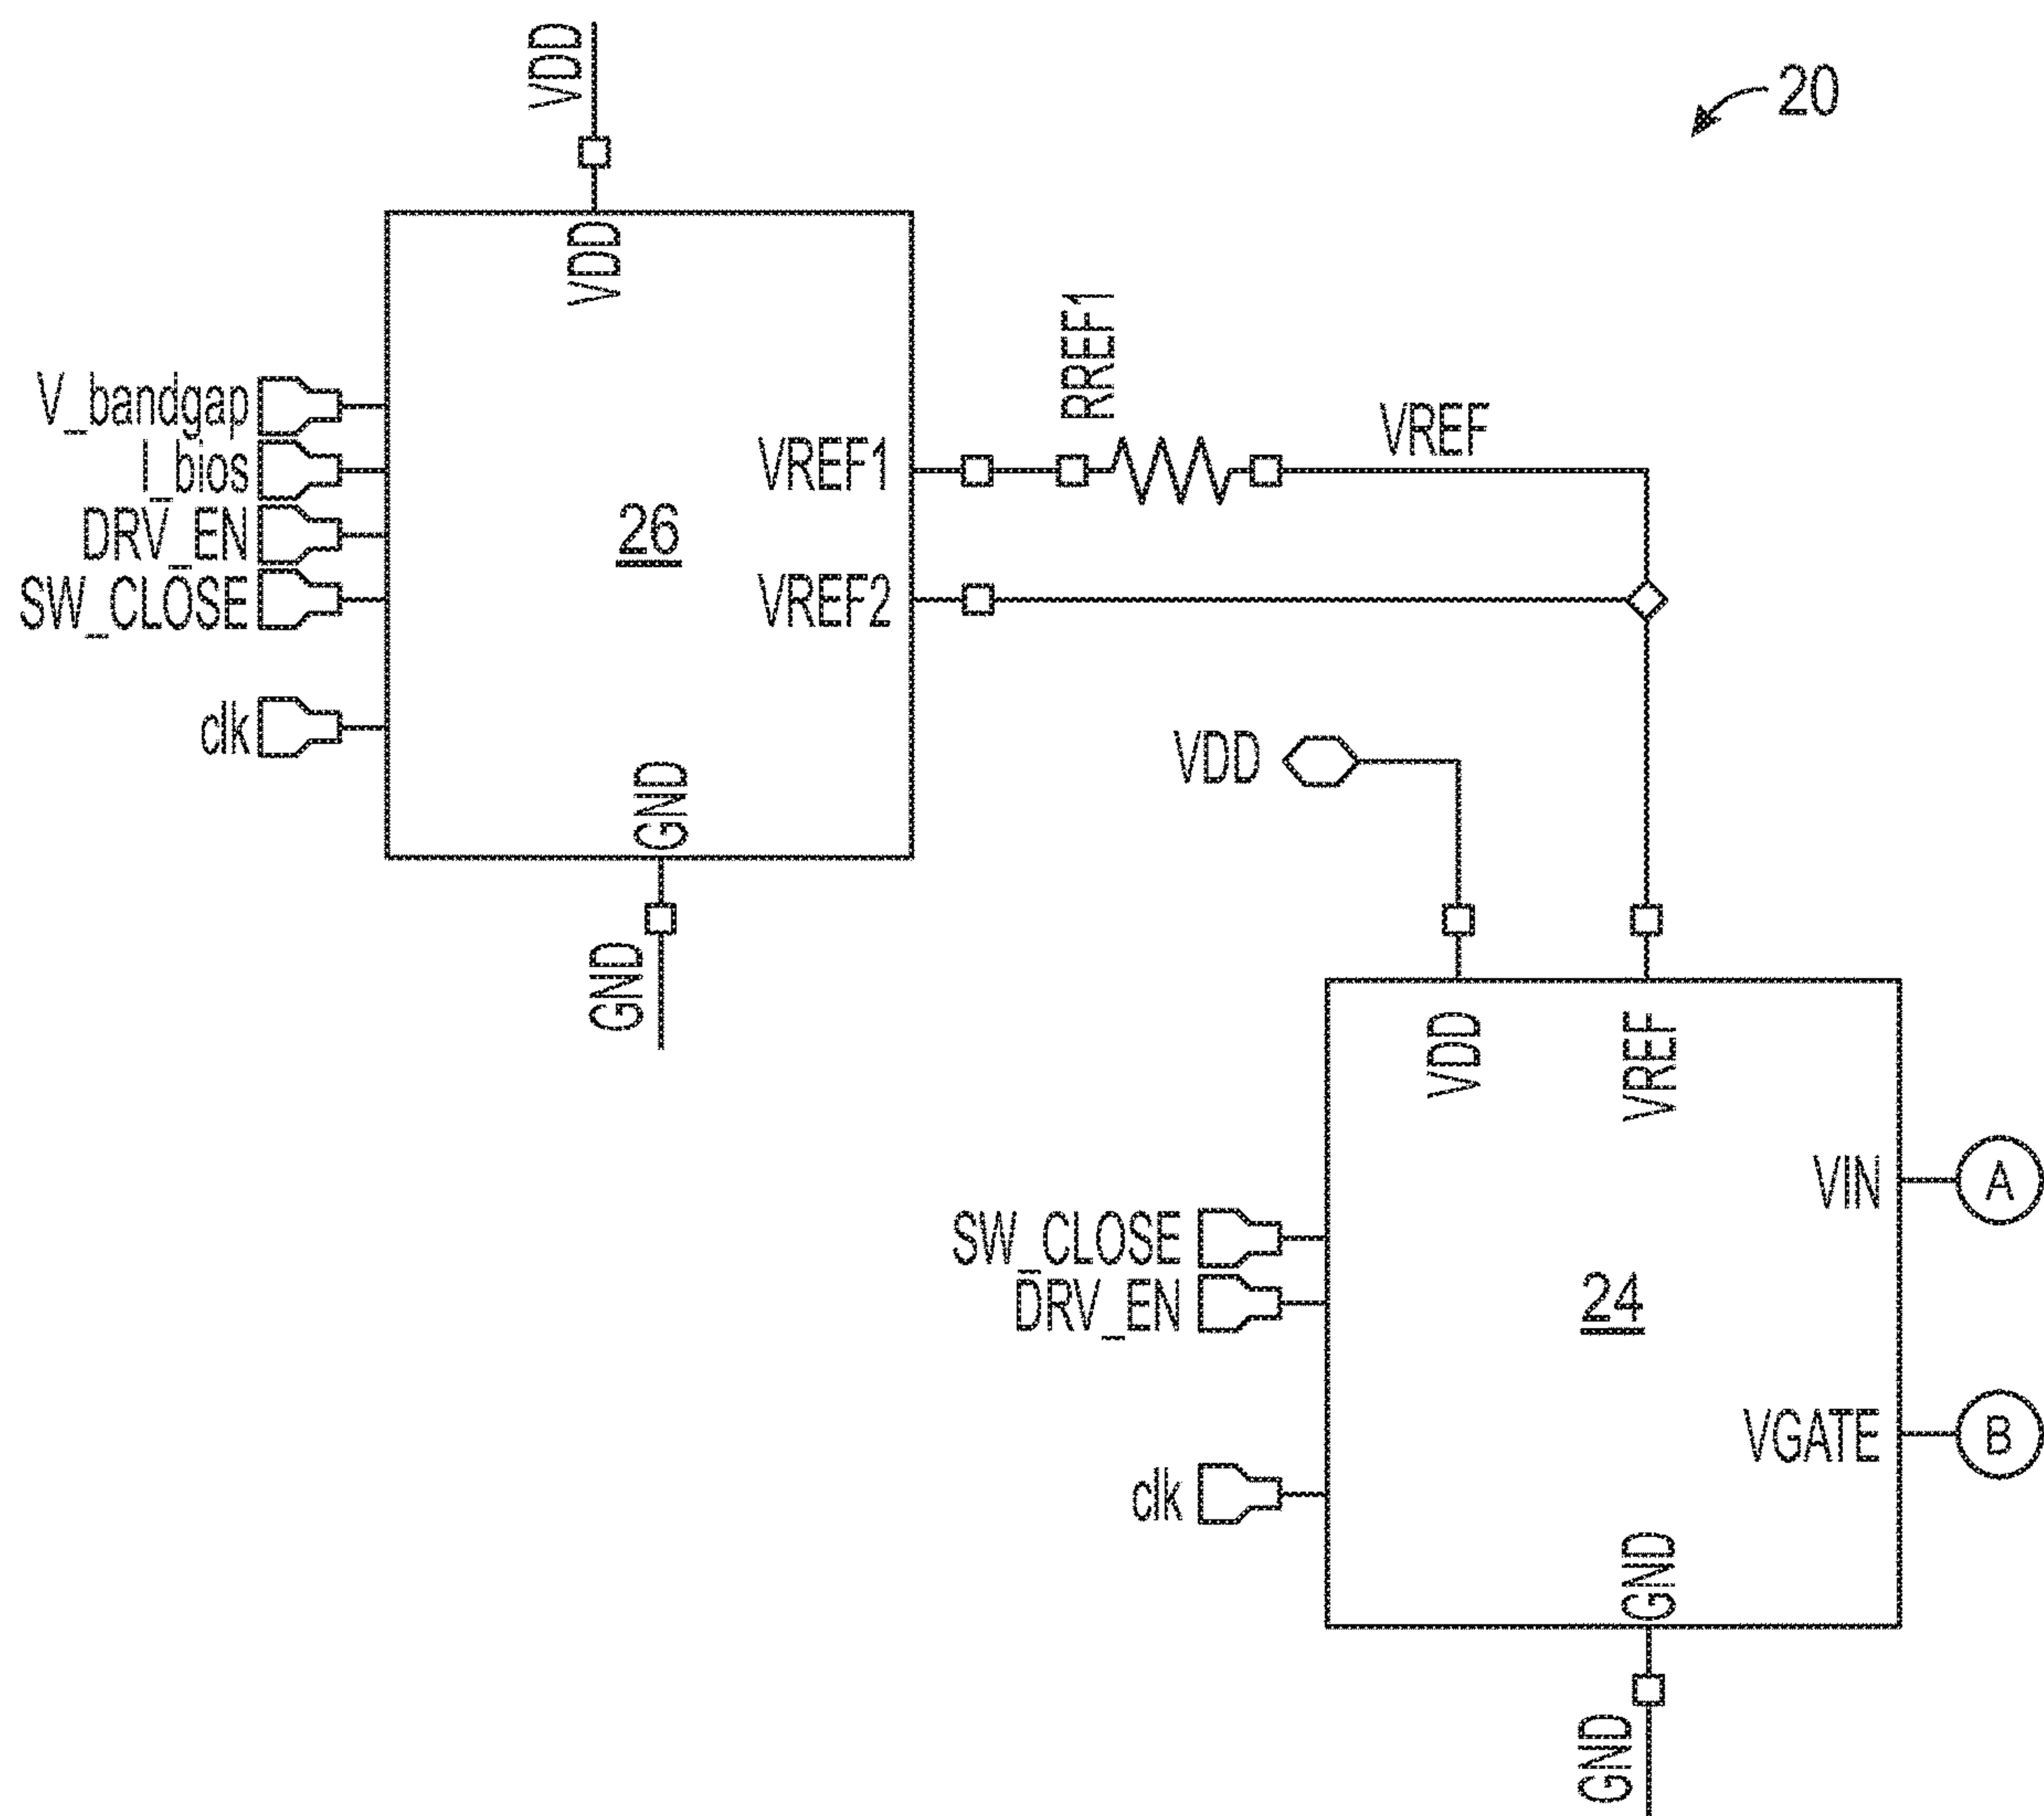 VDD
20
VDD
RREF1
V_bandgap
VREF
I_bios
VREF1
DRV_EN
26
SW_CLOSE
VREF2
clk
VDD
GND
GND
VDD
VREF
VIN
A
SW_CLOSE
DRV_EN
24
VGATE
B
clk
GND
GND